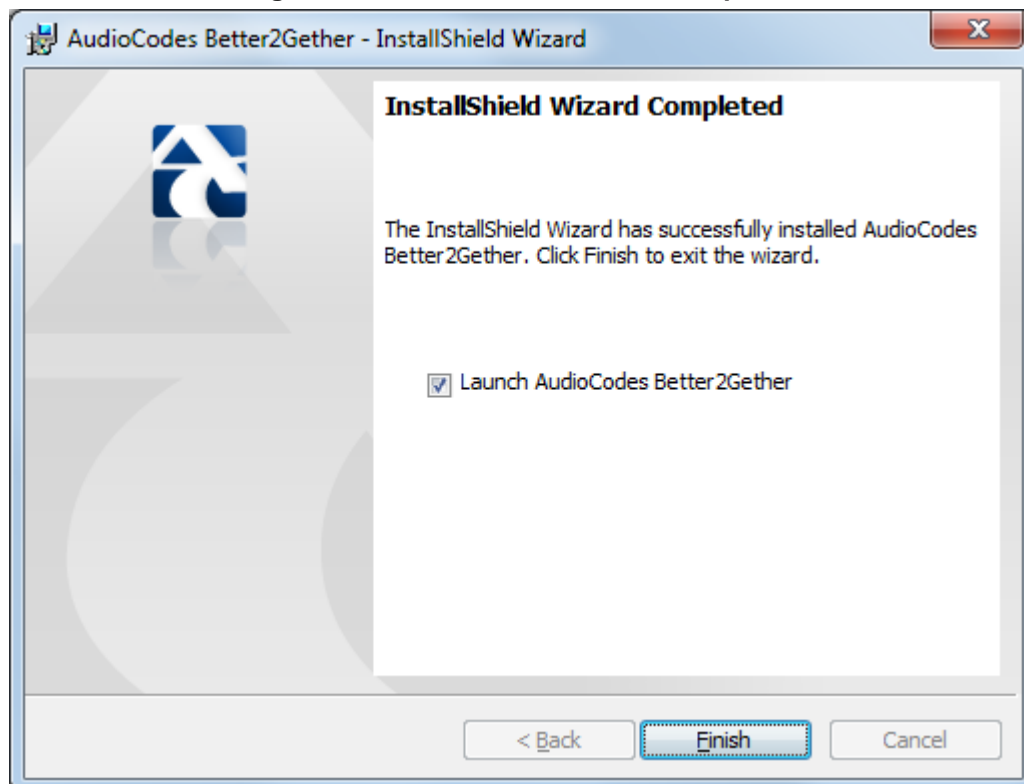 AudioCodes Better2Gether - InstallShield Wizard
InstallShield Wizard Completed
The InstallShield Wizard has successfully installed AudioCodes
Better2Gether. Click Finish to exit the wizard.
Launch AudioCodes Better2Gether
< Back Finish Cancel